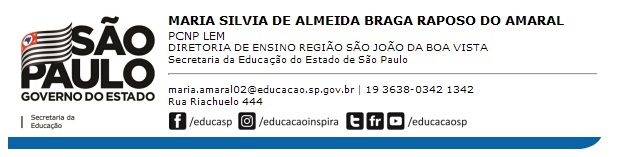 SÃO
PAULO
GOVERNO DO ESTADO
Secretaria da
Educação
MARIA SILVIA DE ALMEIDA BRAGA RAPOSO DO AMARAL
PCNP LEM
DIRETORIA DE ENSINO REGIÃO SÃO JOÃO DA BOA VISTA
Secretaria da Educação do Estado de São Paulo
maria.amaral02@educacao.sp.gov.br | 19 3638-0342 1342
Rua Riachuelo 444
/educasp /educacaoinspira fr /educacaosp